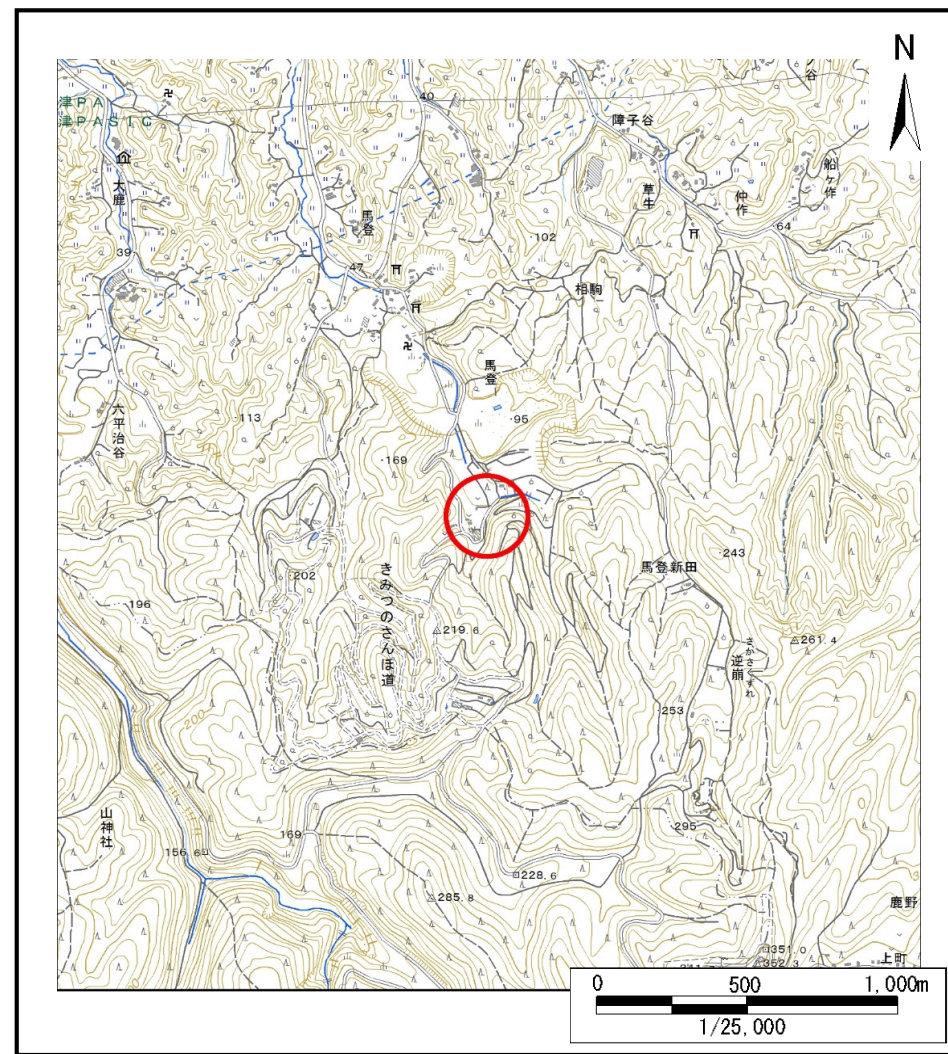 N
津PA
津PASIC
40
障子谷
船ヶ作
大鹿
草生
仲作
馬登
64
39
102
47
相駒
馬登
六平治谷
113
95
169
243
馬登新田
202
きみつのさんぽ道
196
219.6
261.4
さかさくずれ
逆崩
200
253
山神社
169
295
156.6
228.6
285.8
鹿野
351.0
352.3
上町
0 500 1,000m
1/25,000